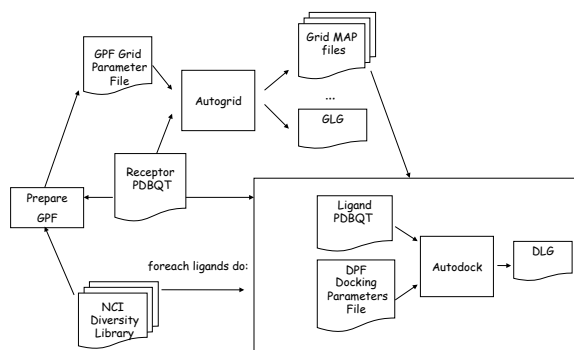 GPF Grid
Parameter
File
Autogrid
Grid MAP
files
...
GLG
Receptor
PDBQT
Prepare
GPF
foreach ligands do:
NCI
Diversity
Library
Ligand
PDBQT
DPF
Docking
Parameters
File
Autodock
DLG